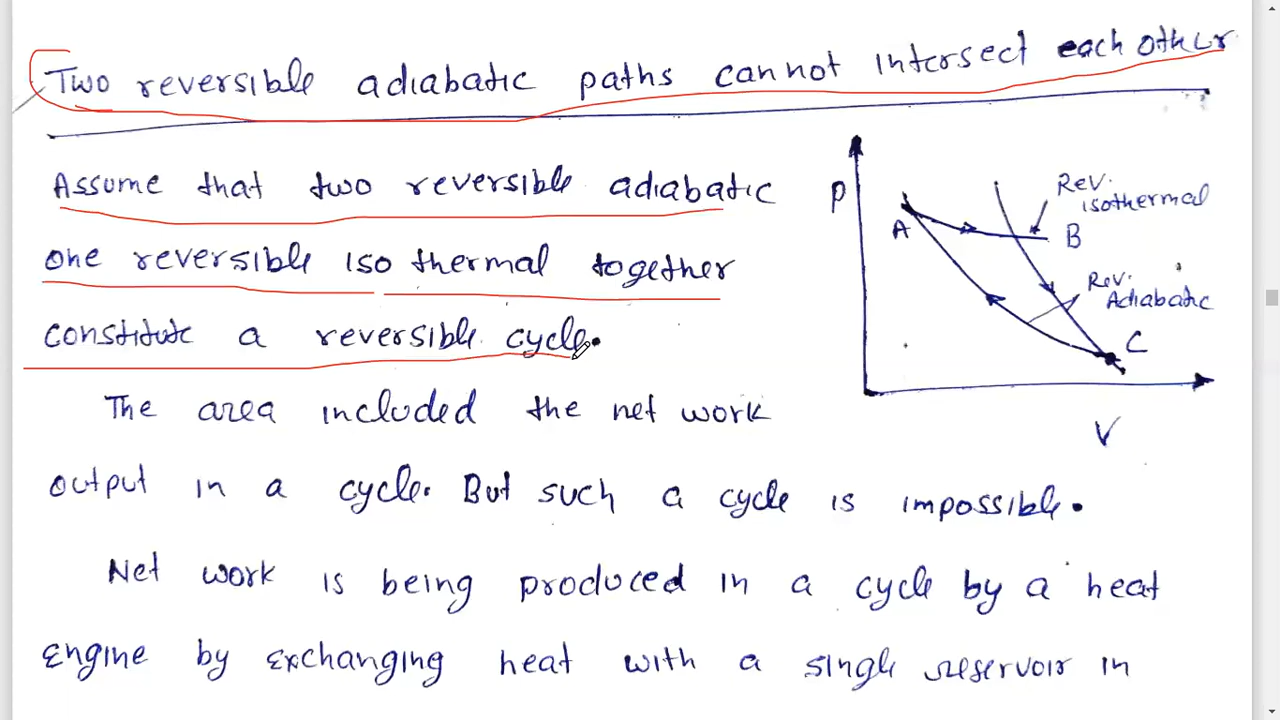 Two reversible adiabatic paths cannot intersect each other
Assume that two reversible adiabatic
one reversible iso thermal together
constitute a reversible cycle.
The area included the net work
output in a cycle. But such a cycle is impossible.
Net work is being produced in a cycle by a heat
engine by exchanging heat with a single reservoir in
P
A
Rev.
isothermal
B
Rev.
Adiabatic
C
V